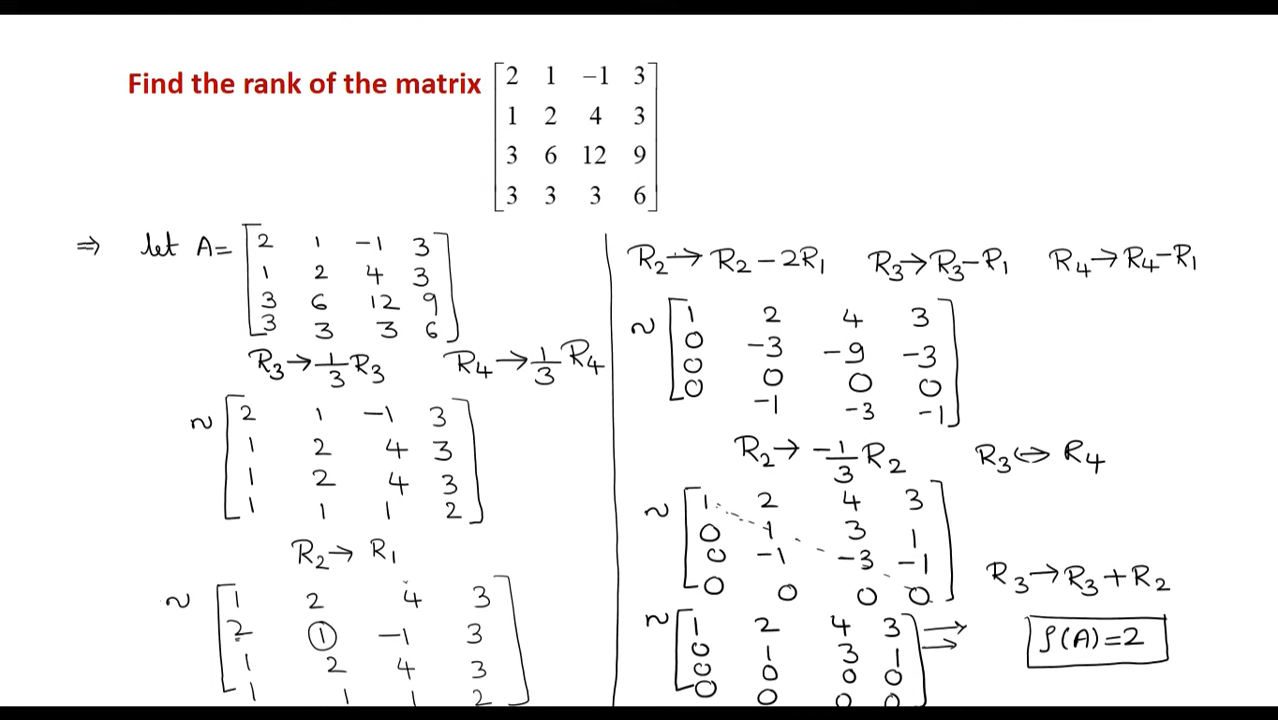 Find the rank of the matrix
2 1 −1 3
1 2 4 3
3 6 12 9
3 3 3 6
⇒ let A=
2 1 -1 3
1 2 4 3
3 6 12 9
3 3 3 6
R₃→1/3R₃ R₄→1/3R₄
~
2 1 -1 3
1 2 4 3
1 2 4 3
1 1 1 2
R₂→ R₁
~
1 2 4 3
2 1 -1 3
1 2 4 3
1 1 1 2
R₂→R₂-2R₁ R₃→R₃-R₁ R₄→R₄-R₁
~
1 2 4 3
0 -3 -9 -3
0 0 0 0
0 -1 -3 -1
R₂→ -1/3R₂ R₃↔R₄
~
1 2 4 3
0 1 3 1
0 -1 -3 -1
0 0 0 0
R₃→R₃+R₂
~
1 2 4 3
0 1 3 1
0 0 0 0
0 0 0 0
ρ(A)=2